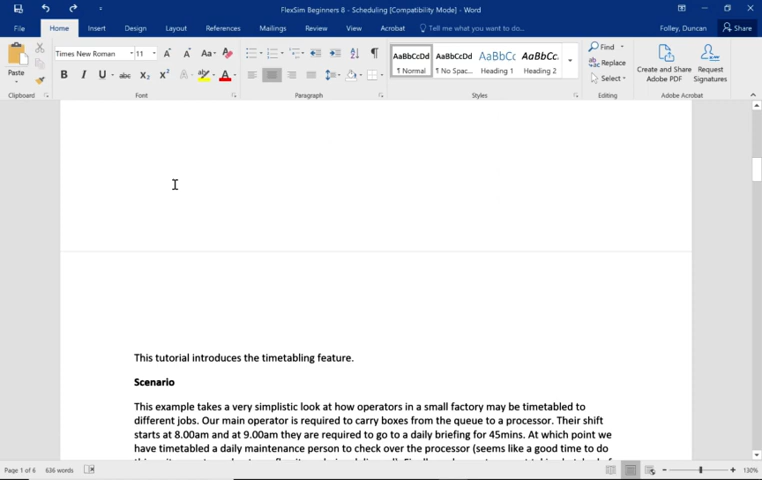 FlexSim Beginners 8 - Scheduling [Compatibility Mode] - Word
Folley, Duncan
Share
File
Home
Insert
Design
Layout
References
Mailings
Review
View
Acrobat
Tell me what you want to do...
Paste
Clipboard
Times New Roman
11
Aa
B I U abc X₂ X²
A
Font
Paragraph
AaBbCcDd
¶ Normal
AaBbCcDd
¶ No Spac...
AaBbCc
Heading 1
AaBbCc.
Heading 2
Styles
Find
Replace
Select
Editing
Create and Share
Adobe PDF
Request
Signatures
Adobe Acrobat
This tutorial introduces the timetabling feature.
Scenario
This example takes a very simplistic look at how operators in a small factory may be timetabled to
different jobs. Our main operator is required to carry boxes from the queue to a processor. Their shift
starts at 8.00am and at 9.00am they are required to go to a daily briefing for 45mins. At which point we
have timetabled a daily maintenance person to check over the processor (seems like a good time to do
Page 1 of 6
636 words
130%